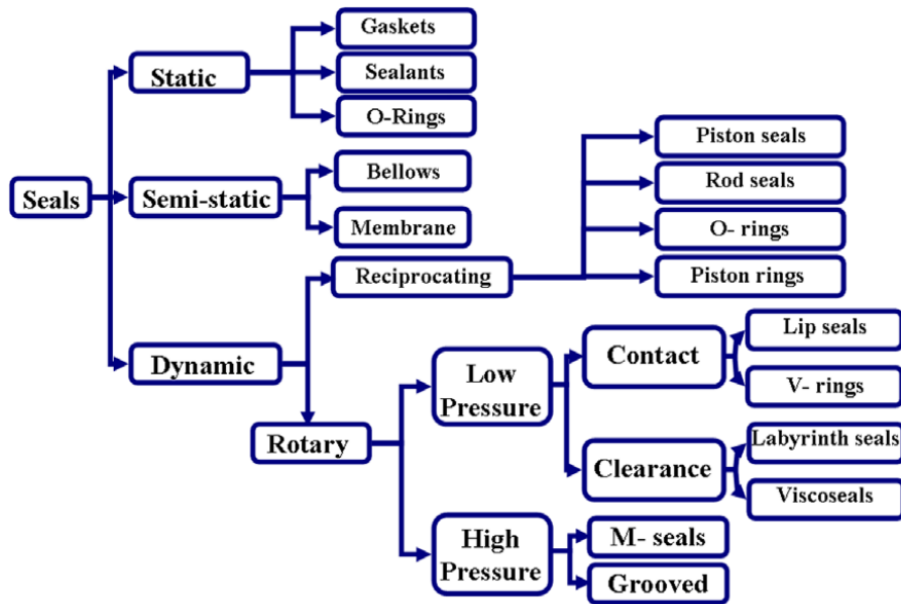 Gaskets
Static
Sealants
O-Rings
Piston seals
Bellows
Rod seals
Seals
Semi-static
Membrane
O- rings
Reciprocating
Piston rings
Lip seals
Contact
Dynamic
Low
Pressure
V- rings
Rotary
Labyrinth seals
Clearance
Viscoseals
High
Pressure
M- seals
Grooved